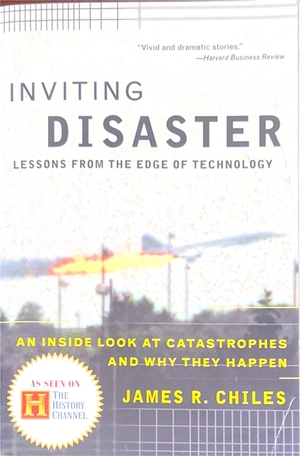 "Vivid and dramatic stories."
—Harvard Business Review
INVITING
DISASTER
LESSONS FROM THE EDGE OF TECHNOLOGY
AN INSIDE LOOK AT CATASTROPHES
AND WHY THEY HAPPEN
AS SEEN ON
H THE
HISTORY
CHANNEL
JAMES R. CHILES